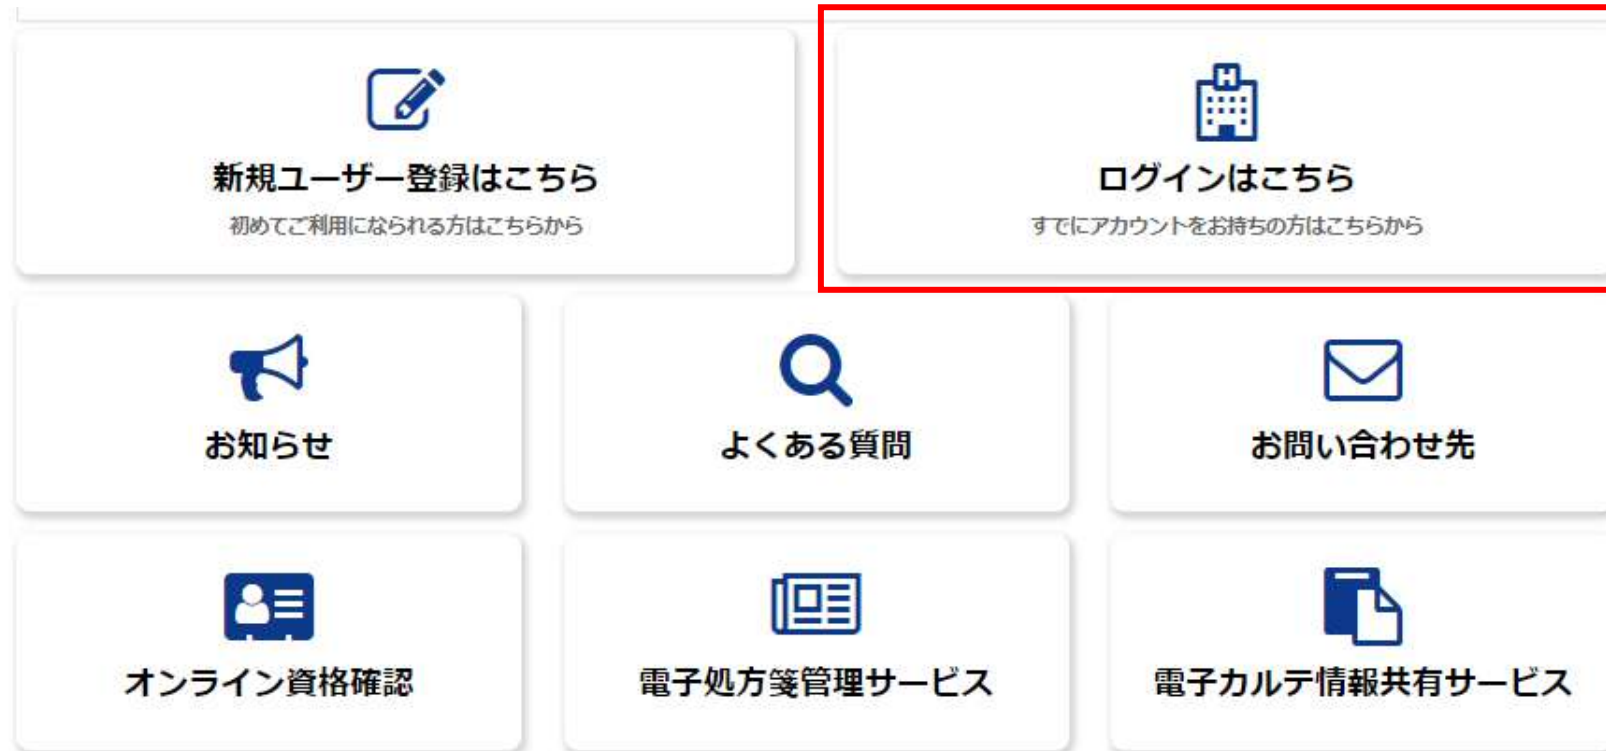 新規ユーザー登録はこちら
初めてご利用になられる方はこちらから
H
ログインはこちら
すでにアカウントをお持ちの方はこちらから
お知らせ
よくある質問
お問い合わせ先
オンライン資格確認
電子処方箋管理サービス
電子カルテ情報共有サービス